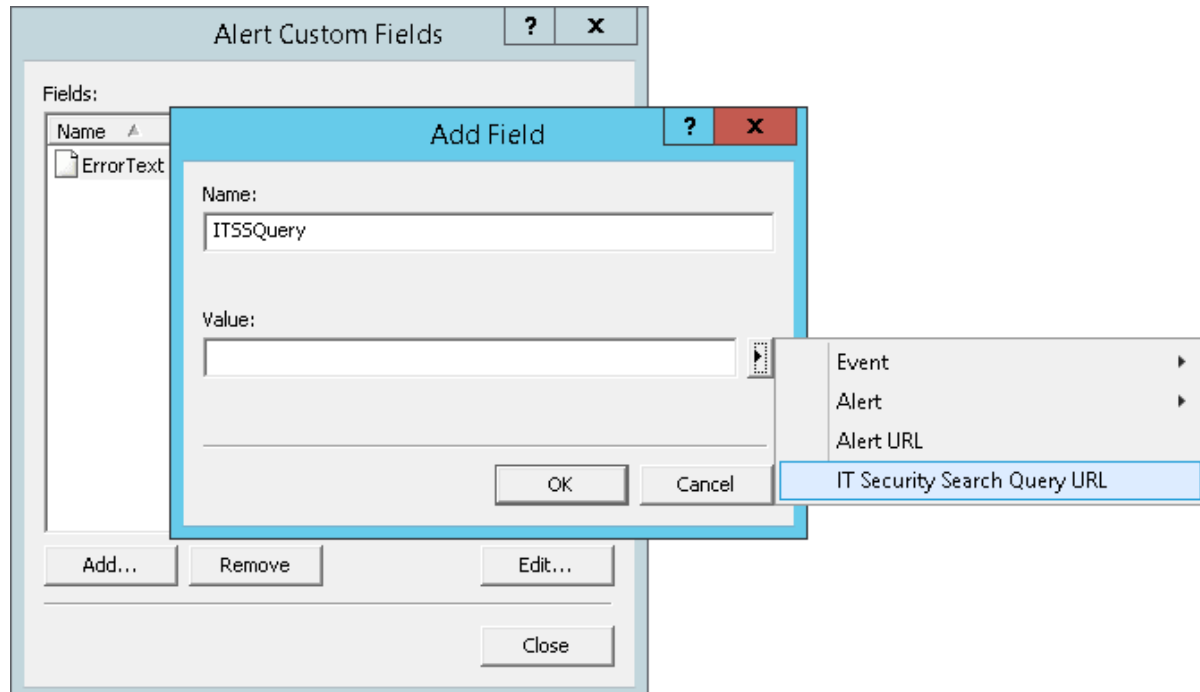 Alert Custom Fields ? x
Fields:
Name
ErrorText
Add Field ? x
Name:
ITSSQuery
Value:
Event
Alert
Alert URL
IT Security Search Query URL
OK Cancel
Add... Remove Edit...
Close